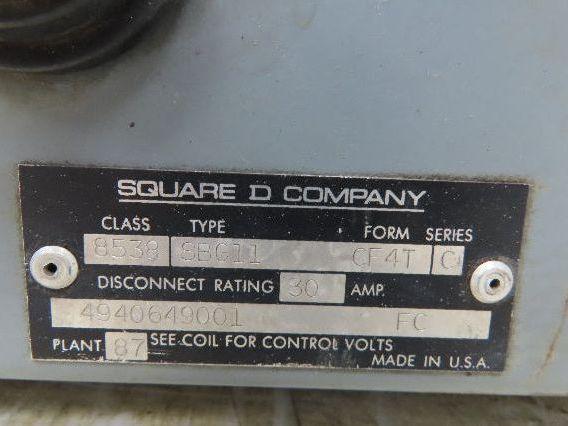 SQUARE D COMPANY
CLASS TYPE FORM SERIES
8538 SBG11 CF4T C
DISCONNECT RATING 30 AMP.
4940649001 FC
PLANT 87 SEE COIL FOR CONTROL VOLTS
MADE IN U.S.A.